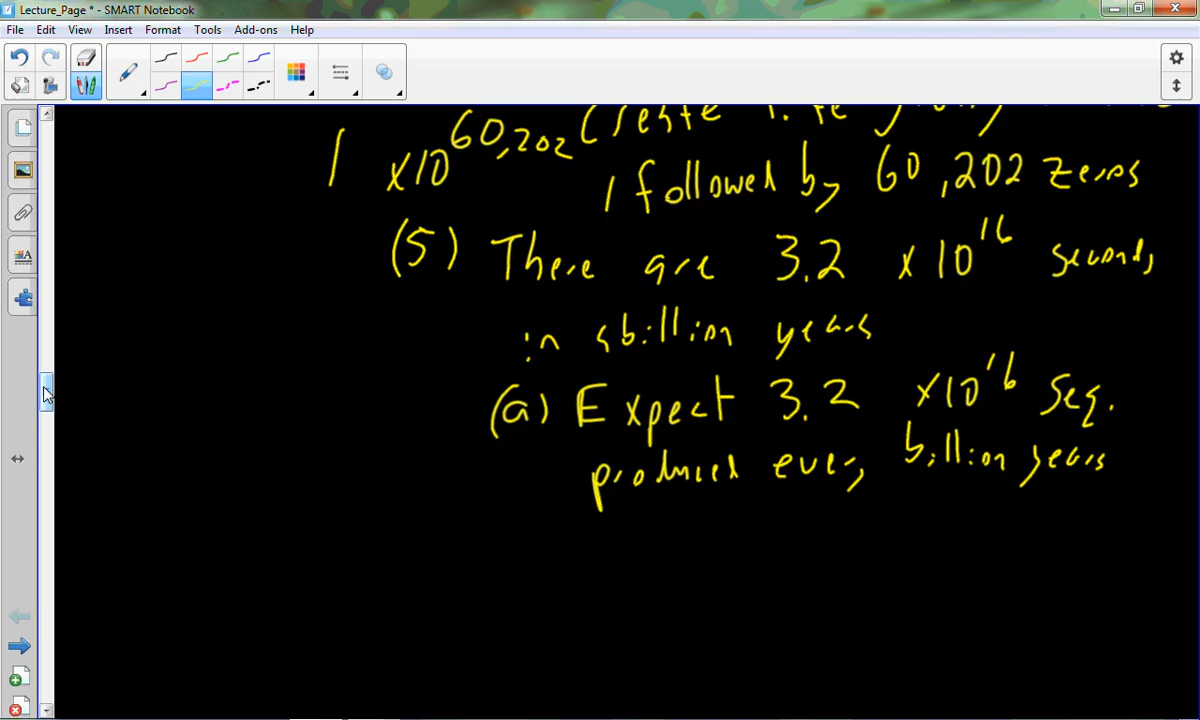 Lecture_Page * - SMART Notebook
File Edit View Insert Format Tools Add-ons Help
1 x10^60,202
1 followed by 60,202 zeros
(5) There are 3.2 x 10^16 seconds
in a billion years
(a) Expect 3.2 x10^16 seq.
produced every billion years